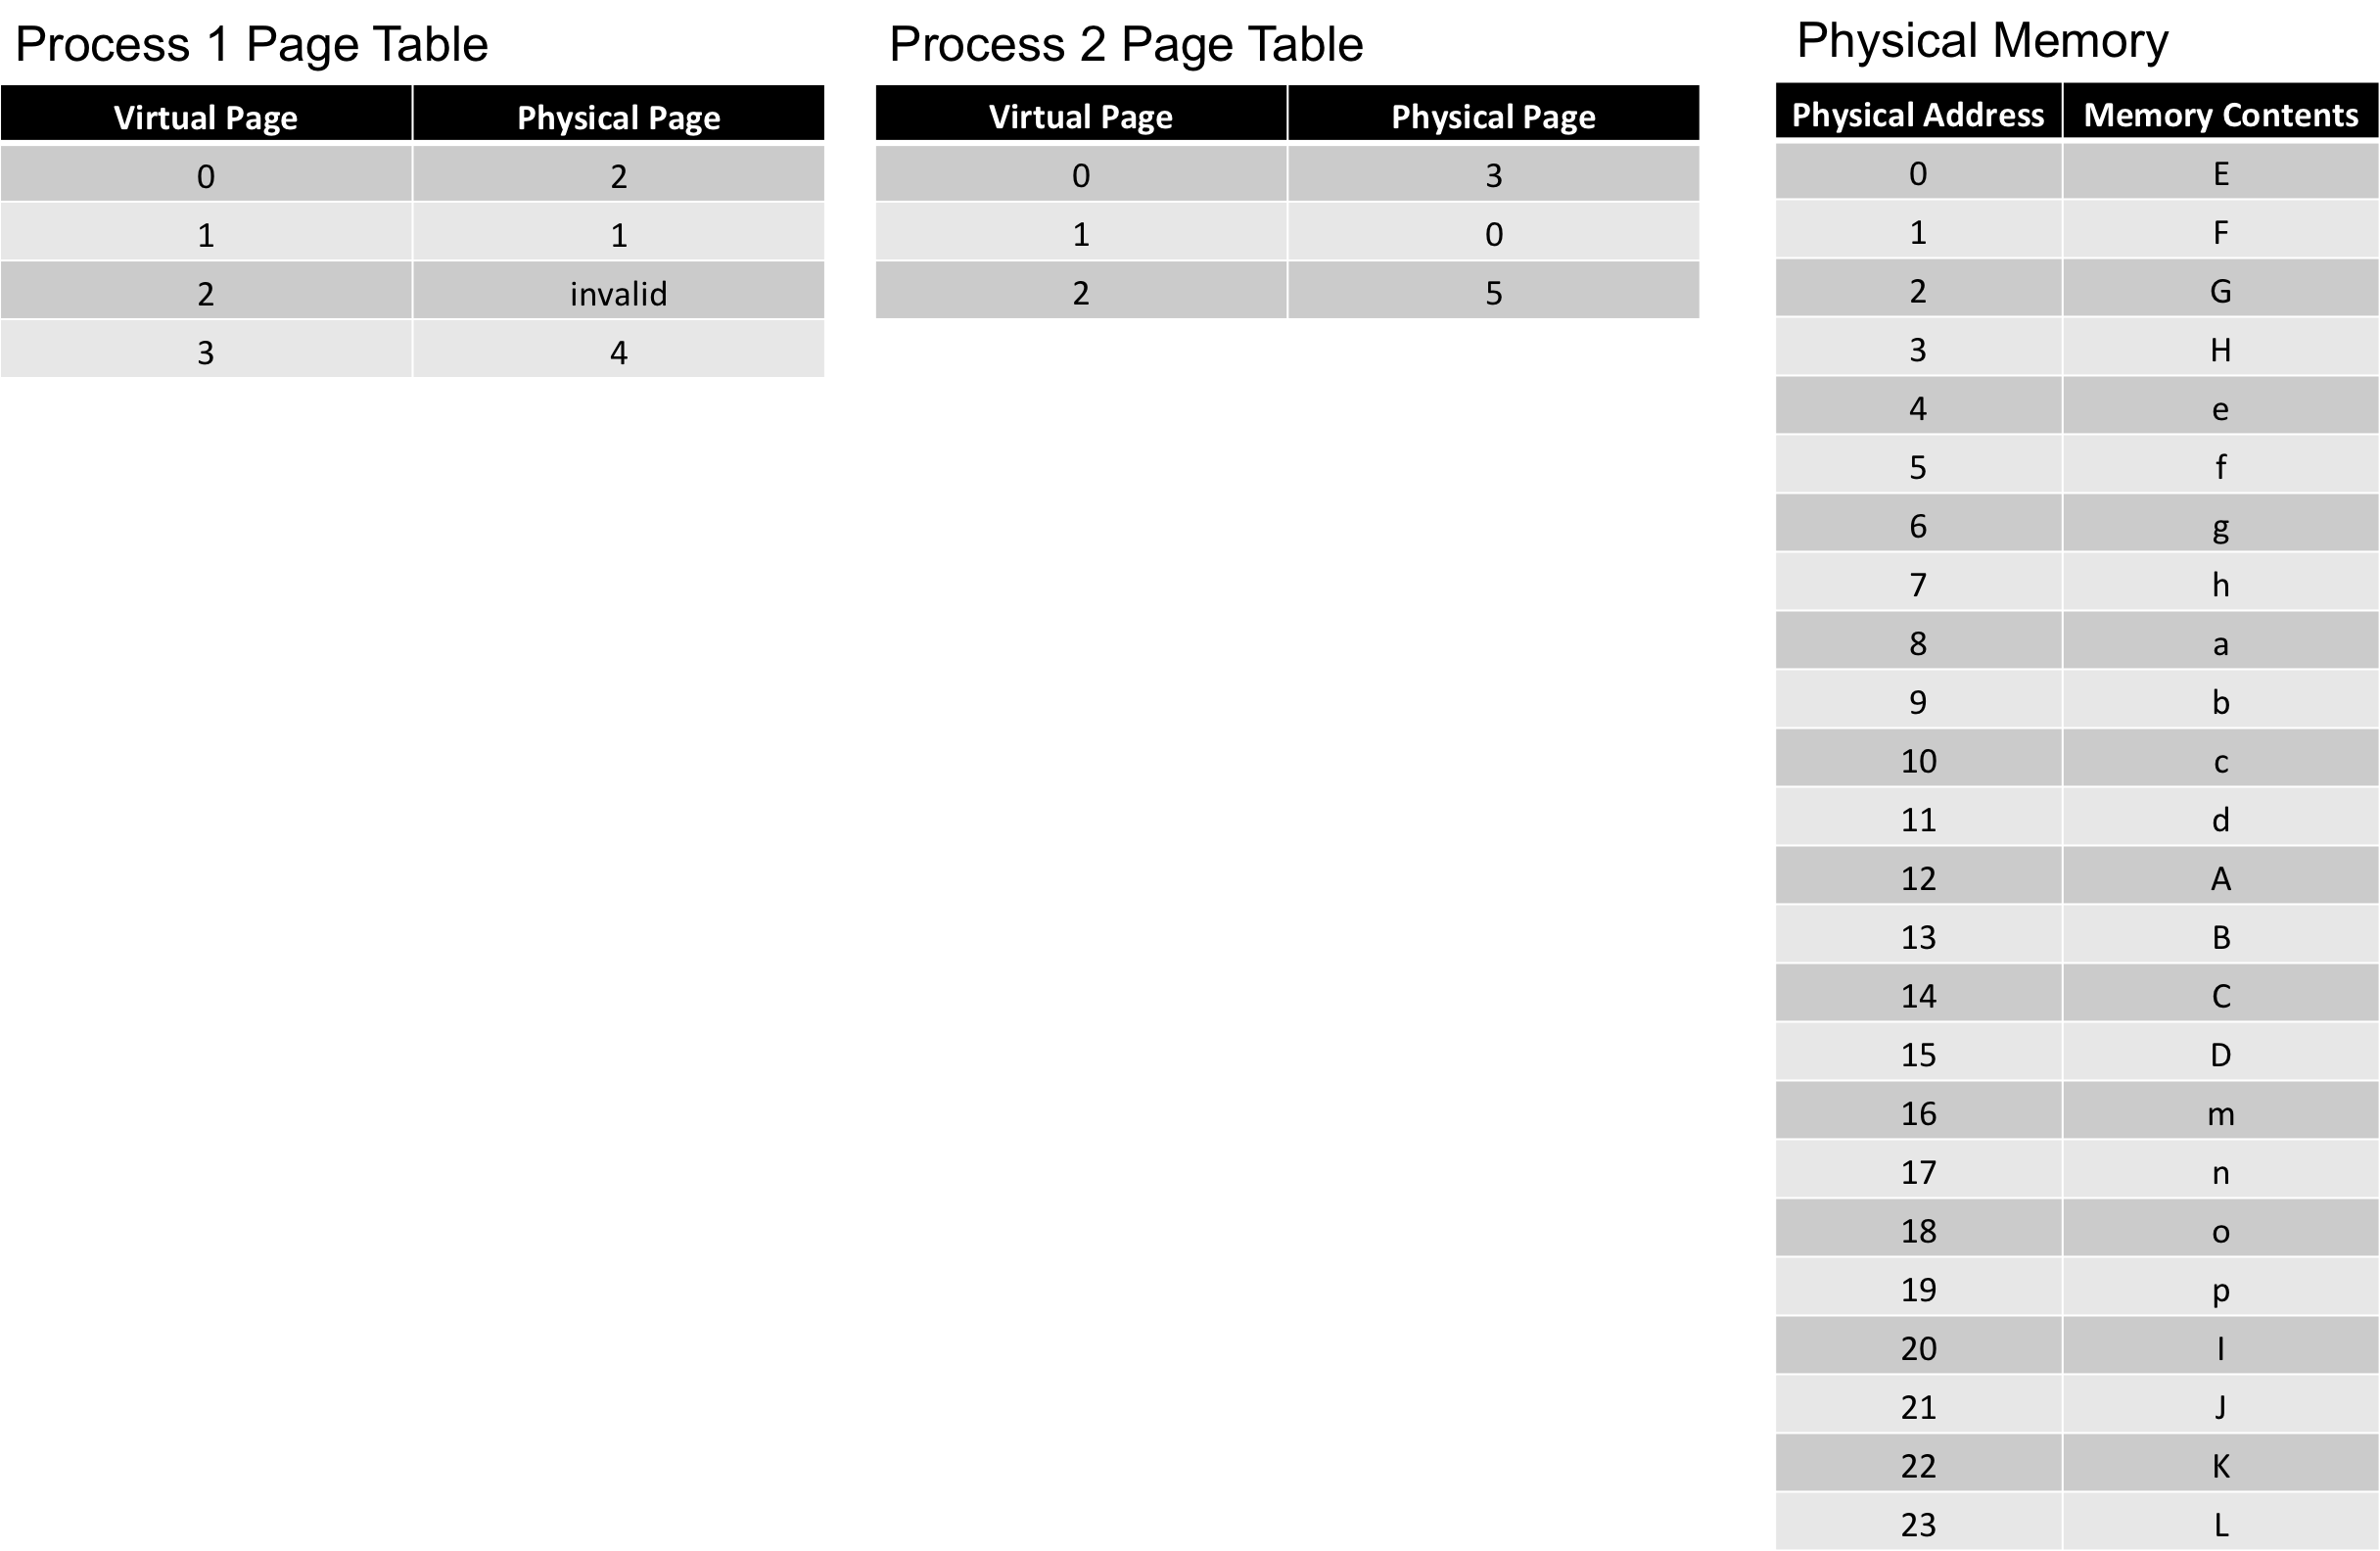 Process 1 Page Table
Virtual Page Physical Page
0 2
1 1
2 invalid
3 4
Process 2 Page Table
Virtual Page Physical Page
0 3
1 0
2 5
Physical Memory
Physical Address Memory Contents
0 E
1 F
2 G
3 H
4 e
5 f
6 g
7 h
8 a
9 b
10 c
11 d
12 A
13 B
14 C
15 D
16 m
17 n
18 o
19 p
20 I
21 J
22 K
23 L